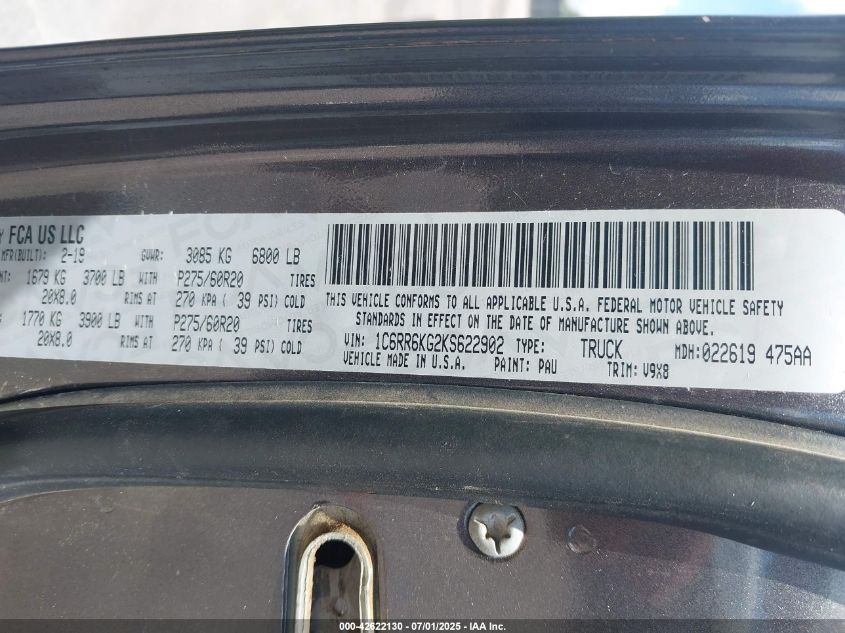 FCA US LLC
MFR(BUILT): 2-19 GVWR: 3085 KG 6800 LB
1679 KG 3700 LB WITH P275/60R20 TIRES
20X8.0 RIMS AT 270 KPA ( 39 PSI) COLD
1770 KG 3900 LB WITH P275/60R20 TIRES
20X8.0 RIMS AT 270 KPA ( 39 PSI) COLD
THIS VEHICLE CONFORMS TO ALL APPLICABLE U.S.A. FEDERAL MOTOR VEHICLE SAFETY
STANDARDS IN EFFECT ON THE DATE OF MANUFACTURE SHOWN ABOVE.
VIN: 1C6RR6KG2KS622902 TYPE: TRUCK MDH:022619 475AA
VEHICLE MADE IN U.S.A. PAINT: PAU TRIM: V9X8
000-42622130 - 07/01/2025 - IAA Inc.